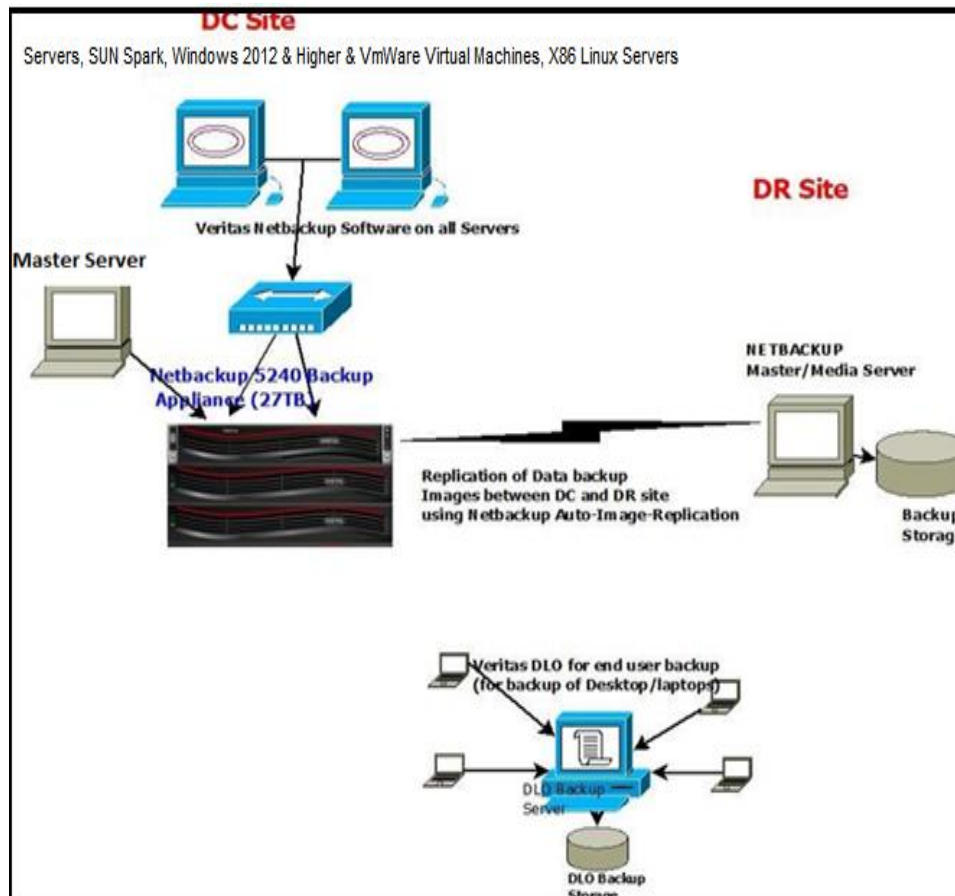 DC Site
Servers, SUN Spark, Windows 2012 & Higher & VmWare Virtual Machines, X86 Linux Servers
DR Site
Veritas Netbackup Software on all Servers
Master Server
Netbackup 5240 Backup
Appliance (27TB)
NETBACKUP
Master/Media Server
Replication of Data backup
Images between DC and DR site
using Netbackup Auto-Image-Replication
Backup
Storage
Veritas DLO for end user backup
(for backup of Desktop/laptops)
DLO Backup
Server
DLO Backup
Storage